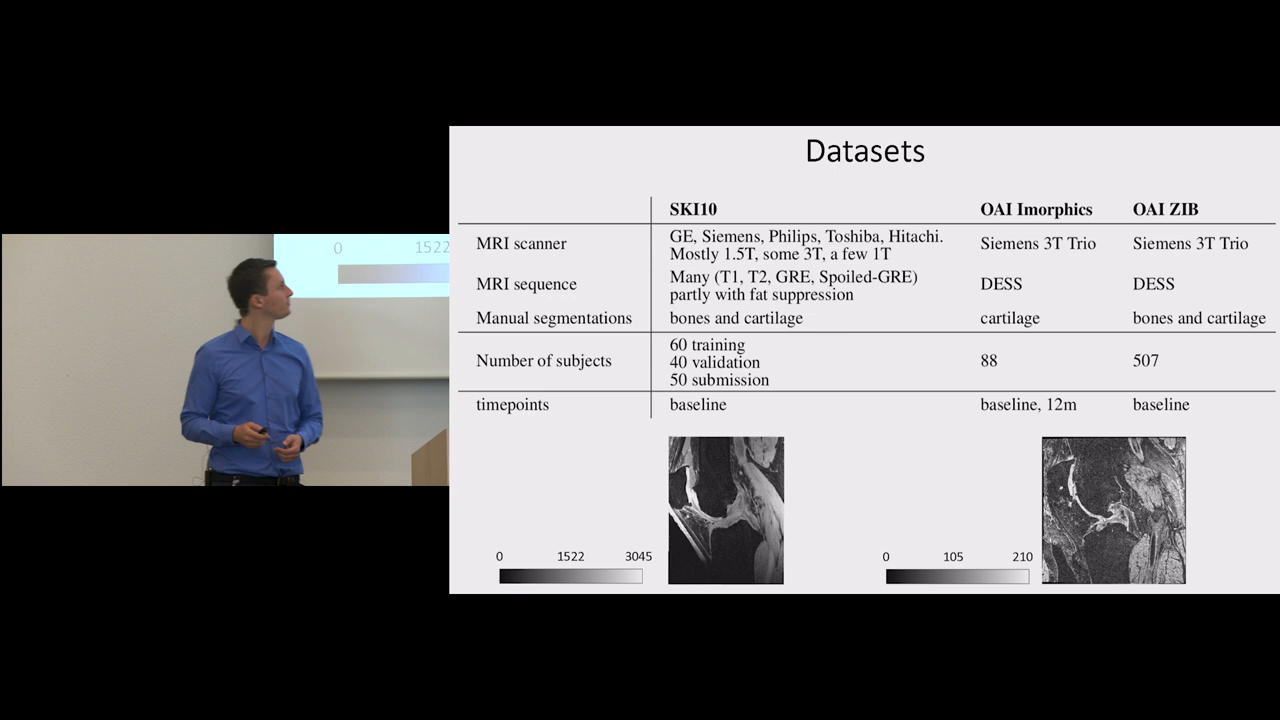 0 1522
Datasets
SKI10 OAI Imorphics OAI ZIB
MRI scanner GE, Siemens, Philips, Toshiba, Hitachi. Siemens 3T Trio Siemens 3T Trio
Mostly 1.5T, some 3T, a few 1T
MRI sequence Many (T1, T2, GRE, Spoiled-GRE) DESS DESS
partly with fat suppression
Manual segmentations bones and cartilage cartilage bones and cartilage
60 training
Number of subjects 40 validation 88 507
50 submission
timepoints baseline baseline, 12m baseline
0 1522 3045 0 105 210